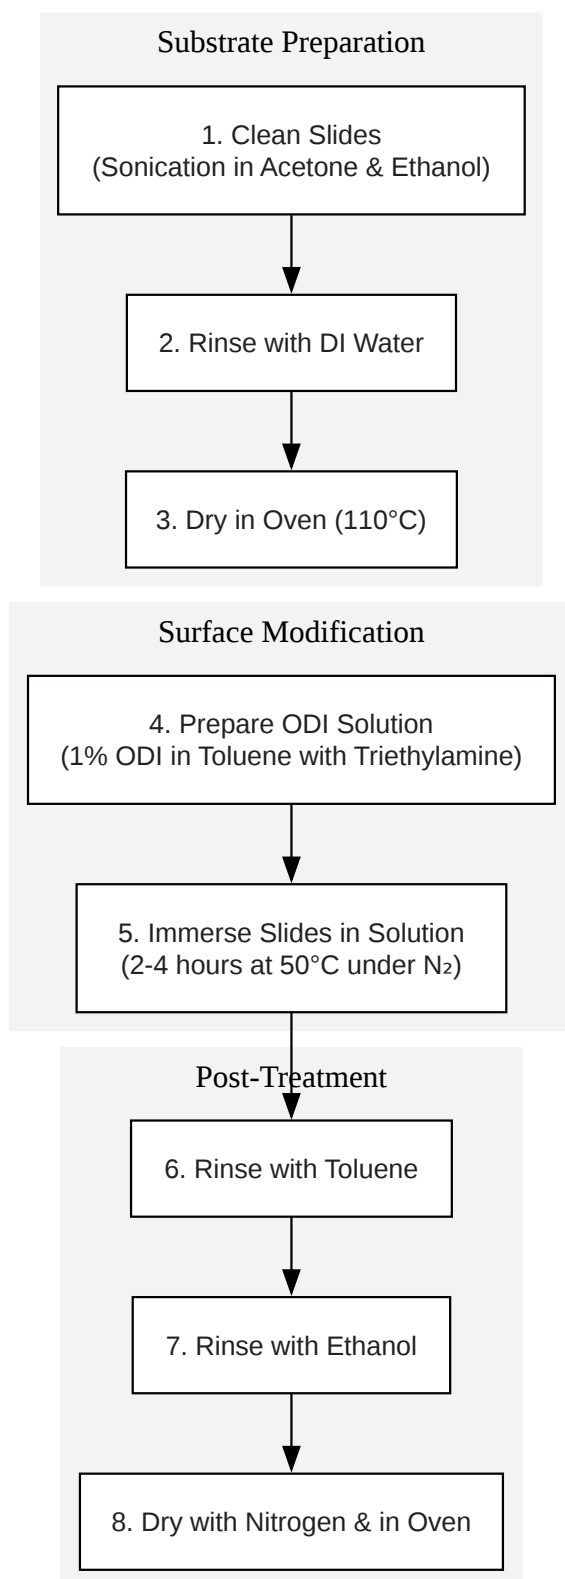 Substrate Preparation
1. Clean Slides
(Sonication in Acetone & Ethanol)
2. Rinse with DI Water
3. Dry in Oven (110°C)
Surface Modification
4. Prepare ODI Solution
(1% ODI in Toluene with Triethylamine)
5. Immerse Slides in Solution
(2-4 hours at 50°C under N₂)
Post-Treatment
6. Rinse with Toluene
7. Rinse with Ethanol
8. Dry with Nitrogen & in Oven